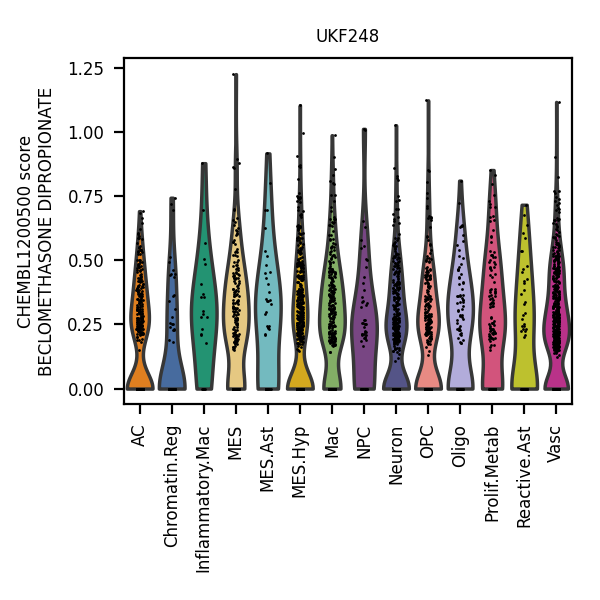 UKF248
CHEMBL1200500 score
BECLOMETHASONE DIPROPIONATE
1.25
1.00
0.75
0.50
0.25
0.00
AC
Chromatin.Reg
Inflammatory.Mac
MES
MES.Ast
MES.Hyp
Mac
NPC
Neuron
OPC
Oligo
Prolif.Metab
Reactive.Ast
Vasc